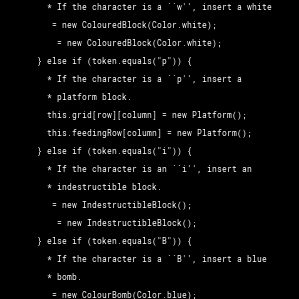 * If the character is a ``w'', insert a white
= new ColouredBlock(Color.white);
= new ColouredBlock(Color.white);
} else if (token.equals("p")) {
* If the character is a ``p'', insert a
* platform block.
this.grid[row][column] = new Platform();
this.feedingRow[column] = new Platform();
} else if (token.equals("i")) {
* If the character is an ``i'', insert an
* indestructible block.
= new IndestructibleBlock();
= new IndestructibleBlock();
} else if (token.equals("B")) {
* If the character is a ``B'', insert a blue
* bomb.
= new ColourBomb(Color.blue);